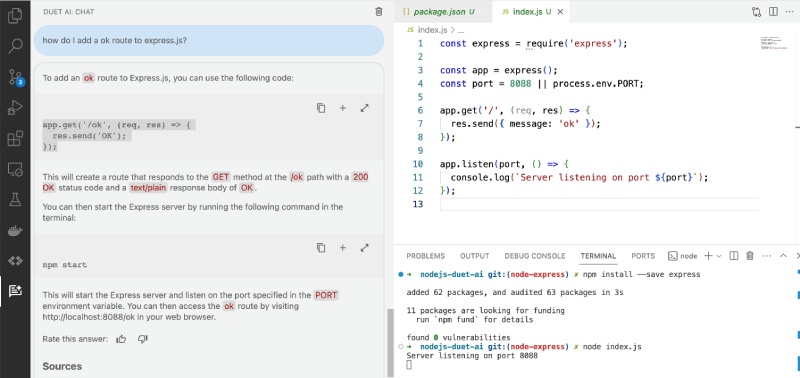 DUET AI: CHAT
how do I add a ok route to express.js?
To add an ok route to Express.js, you can use the following code:
app.get('/ok', (req, res) => {
  res.send('OK');
});
This will create a route that responds to the GET method at the /ok path with a 200
OK status code and a text/plain response body of OK.
You can then start the Express server by running the following command in the
terminal:
npm start
This will start the Express server and listen on the port specified in the PORT
environment variable. You can then access the ok route by visiting
http://localhost:8088/ok in your web browser.
Rate this answer:
Sources
3
{} package.json U
JS index.js U ×
JS index.js > ...
1 const express = require('express');
2
3 const app = express();
4 const port = 8088 || process.env.PORT;
5
6 app.get('/', (req, res) => {
7   res.send({ message: 'ok' });
8 });
9
10 app.listen(port, () => {
11   console.log(`Server listening on port ${port}`);
12 });
13
PROBLEMS OUTPUT DEBUG CONSOLE TERMINAL PORTS node
➜ nodejs-duet-ai git:(node-express) ✗ npm install --save express
added 62 packages, and audited 63 packages in 3s
11 packages are looking for funding
  run `npm fund` for details
found 0 vulnerabilities
➜ nodejs-duet-ai git:(node-express) ✗ node index.js
Server listening on port 8088